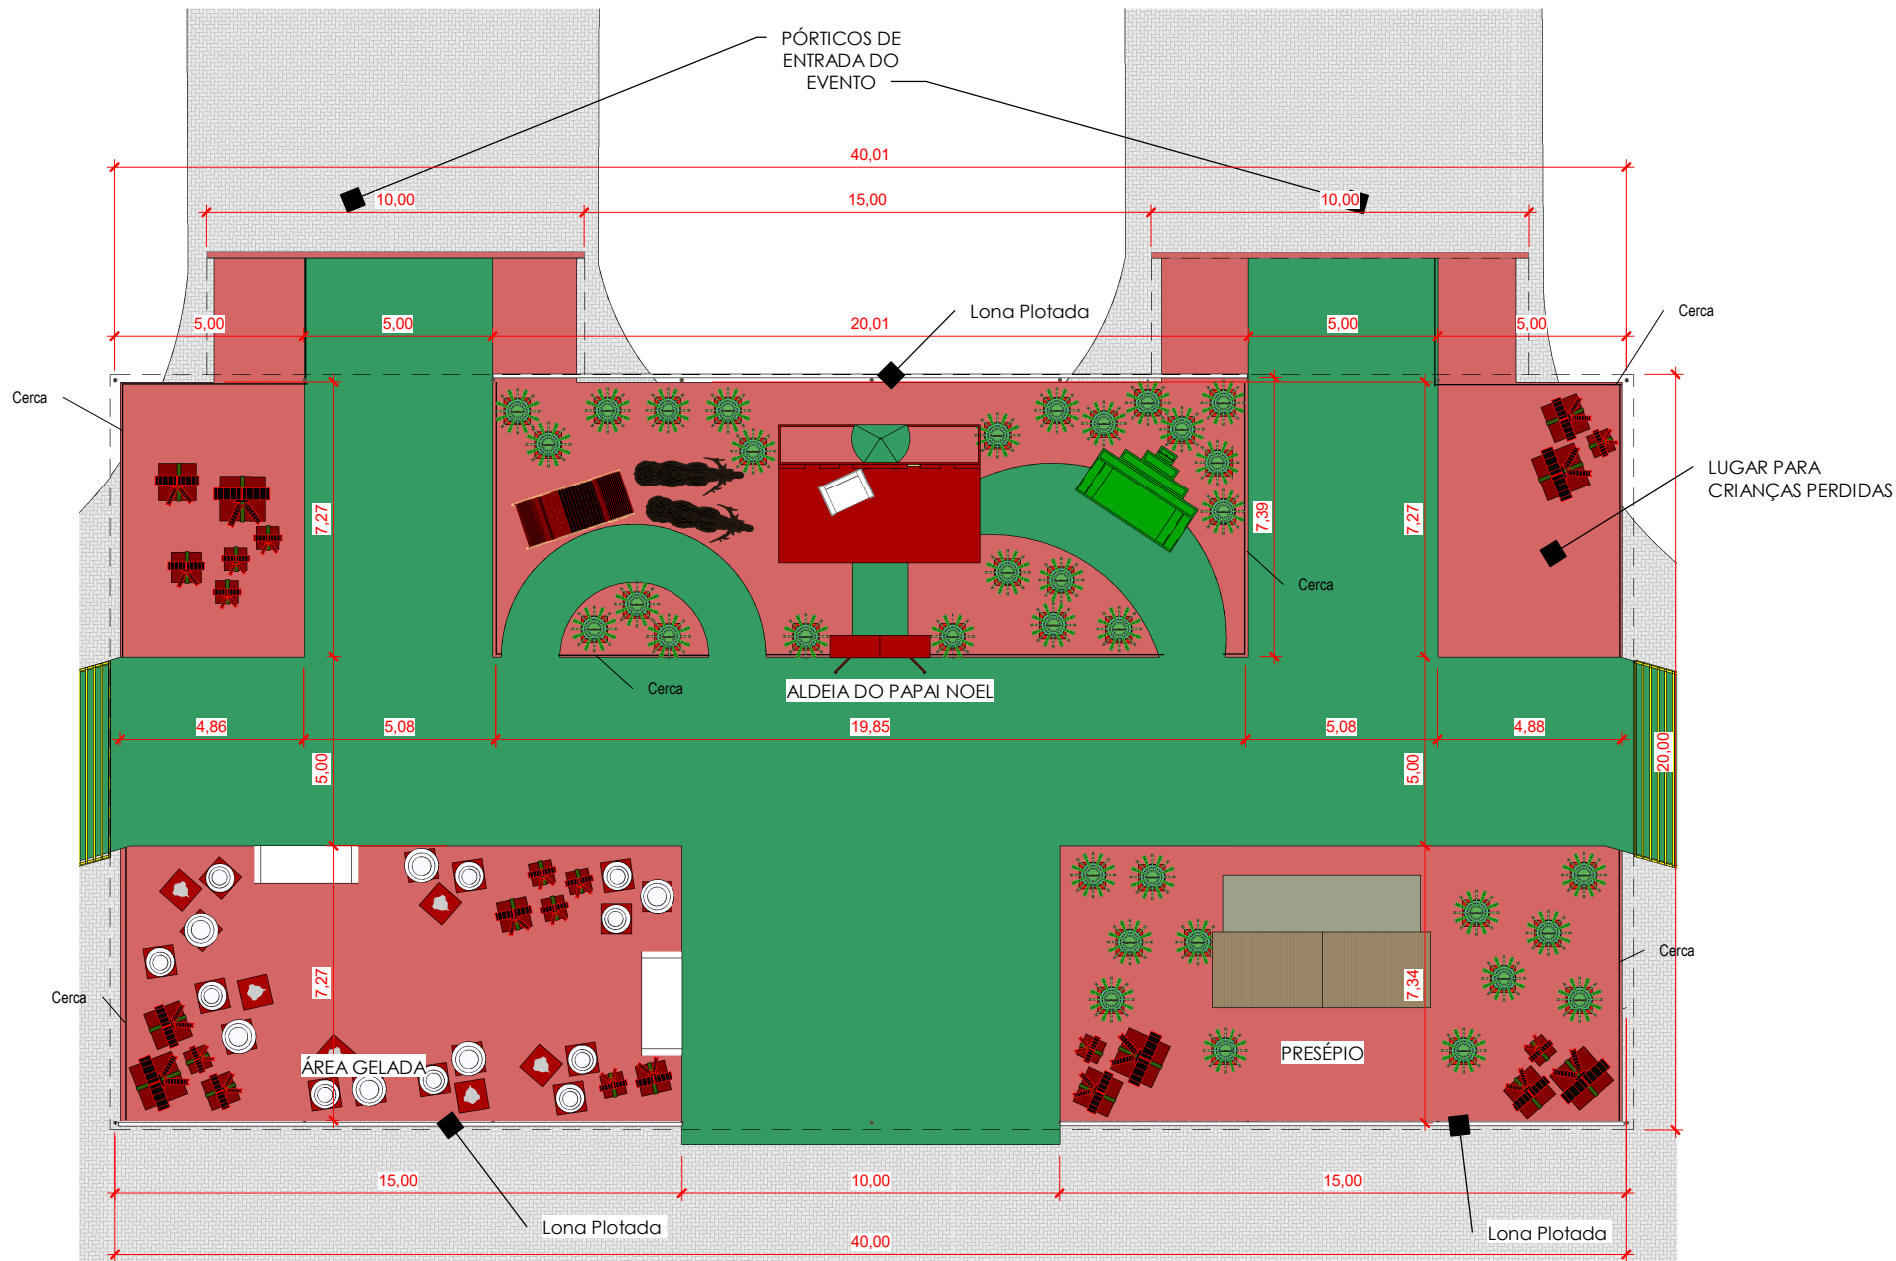 PÓRTICOS DE
ENTRADA DO
EVENTO
40,01
10,00
15,00
10,00
Lona Plotada
Cerca
5,00
5,00
20,01
5,00
5,00
Cerca
LUGAR PARA
CRIANÇAS PERDIDAS
7,27
7,39
7,27
Cerca
Cerca
ALDEIA DO PAPAI NOEL
4,86
5,08
19,85
5,08
4,88
5,00
5,00
20,00
Cerca
Cerca
7,27
7,34
ÁREA GELADA
PRESÉPIO
15,00
10,00
15,00
Lona Plotada
Lona Plotada
40,00